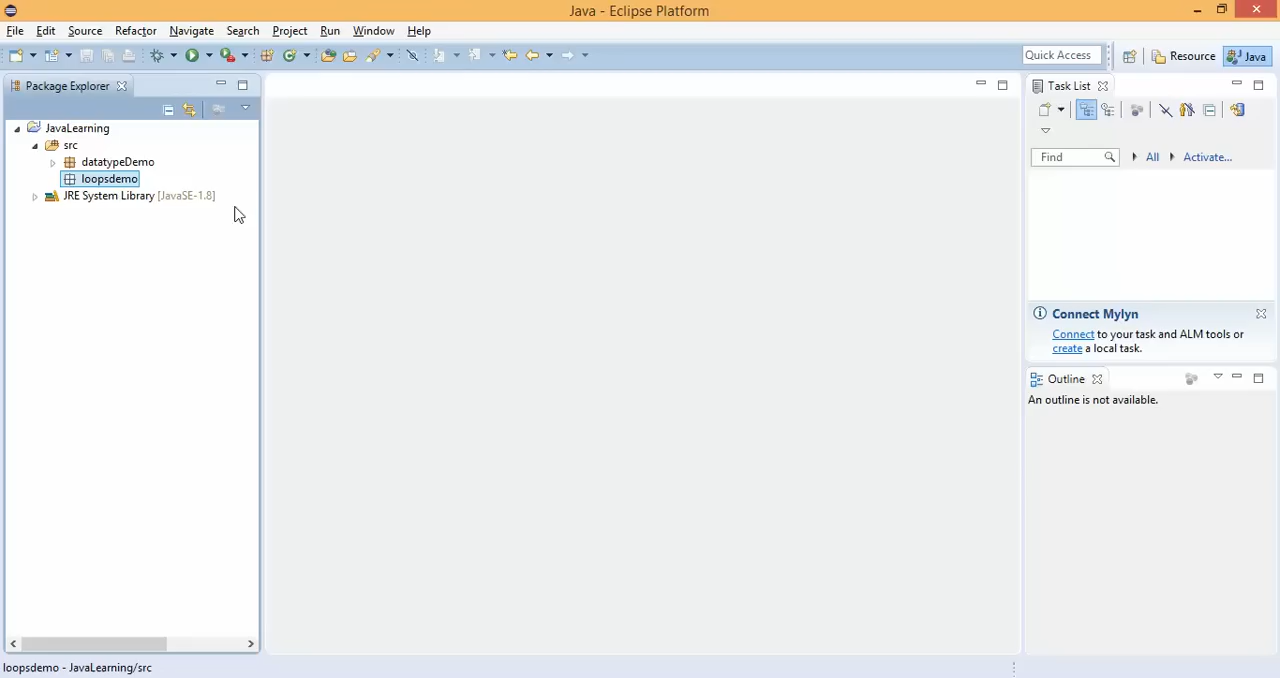 Java - Eclipse Platform
File Edit Source Refactor Navigate Search Project Run Window Help
Quick Access Resource Java
Package Explorer
JavaLearning
src
datatypeDemo
loopsdemo
JRE System Library [JavaSE-1.8]
Task List
Find All Activate...
Connect Mylyn
Connect to your task and ALM tools or
create a local task.
Outline
An outline is not available.
loopsdemo - JavaLearning/src